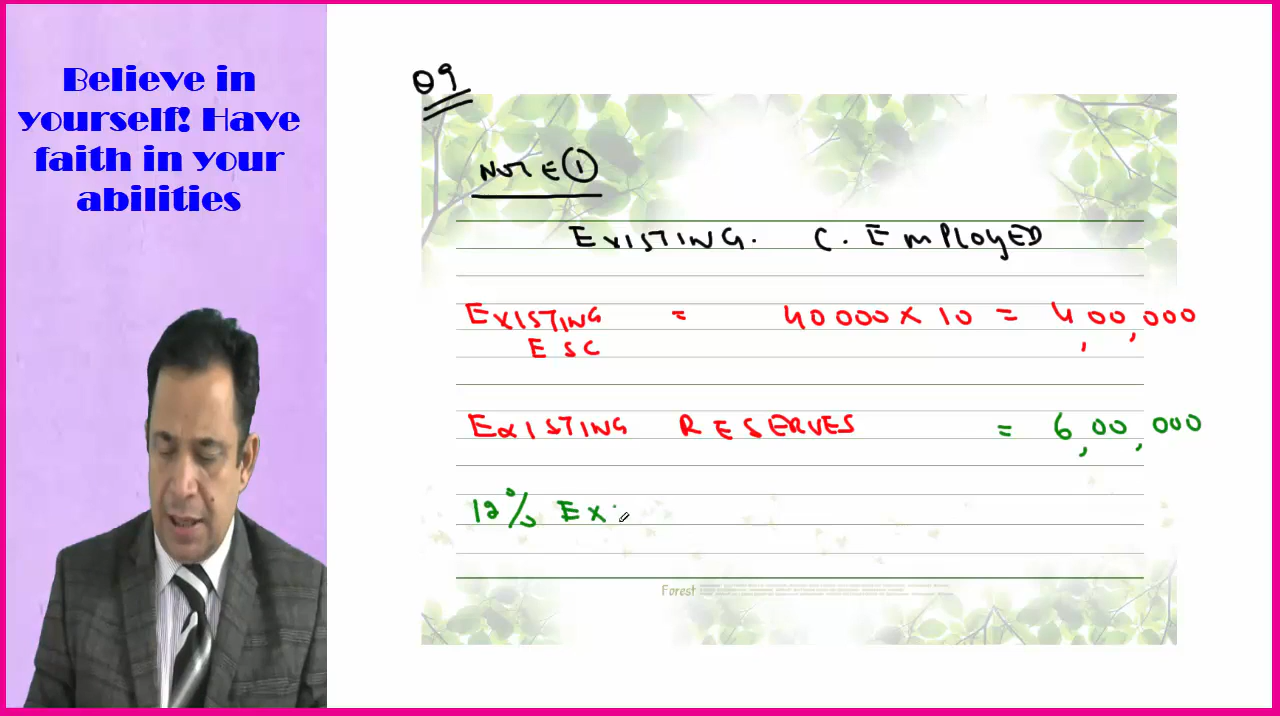 Believe in
yourself! Have
faith in your
abilities
Q9
NOTE ①
EXISTING. C. EMPLOYED
EXISTING = 40000 × 10 = 4,00,000
ESC
EXISTING RESERVES = 6,00,000
12% EX
Forest